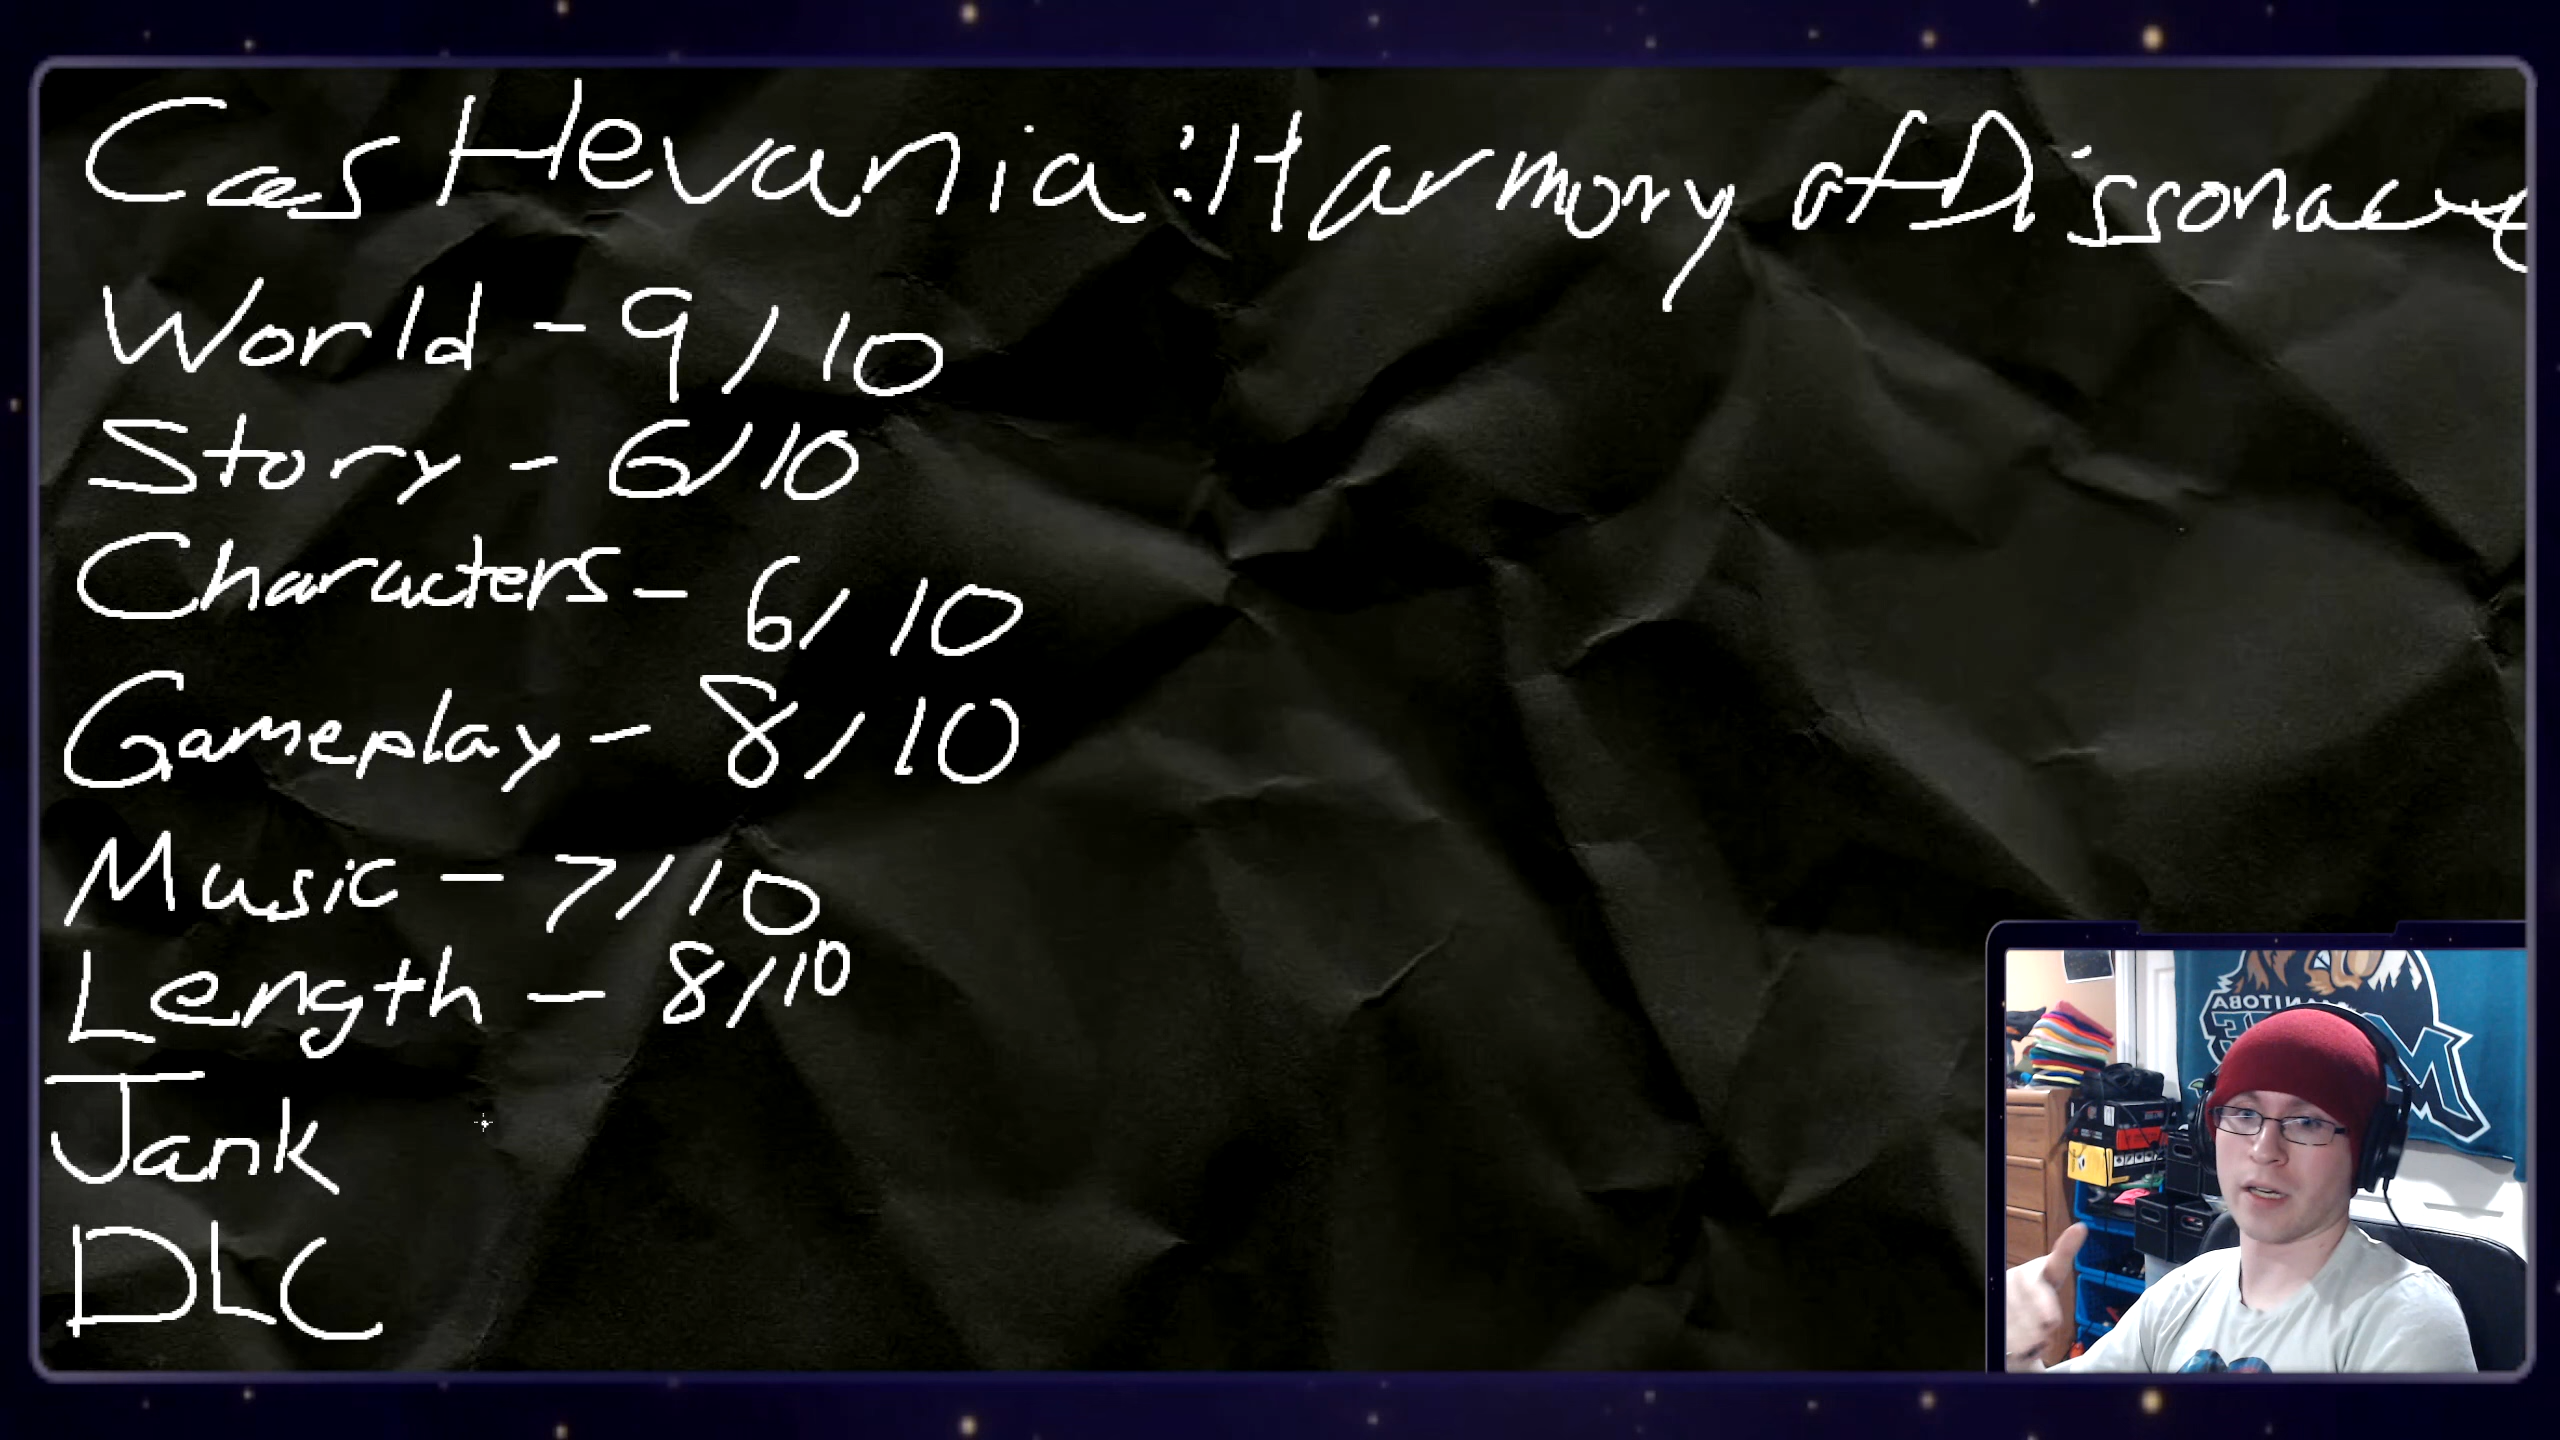 Castlevania: Harmony of Dissonance
World - 9/10
Story - 6/10
Characters - 6/10
Gameplay - 8/10
Music - 7/10
Length - 8/10
Jank
DLC
MANITOBA